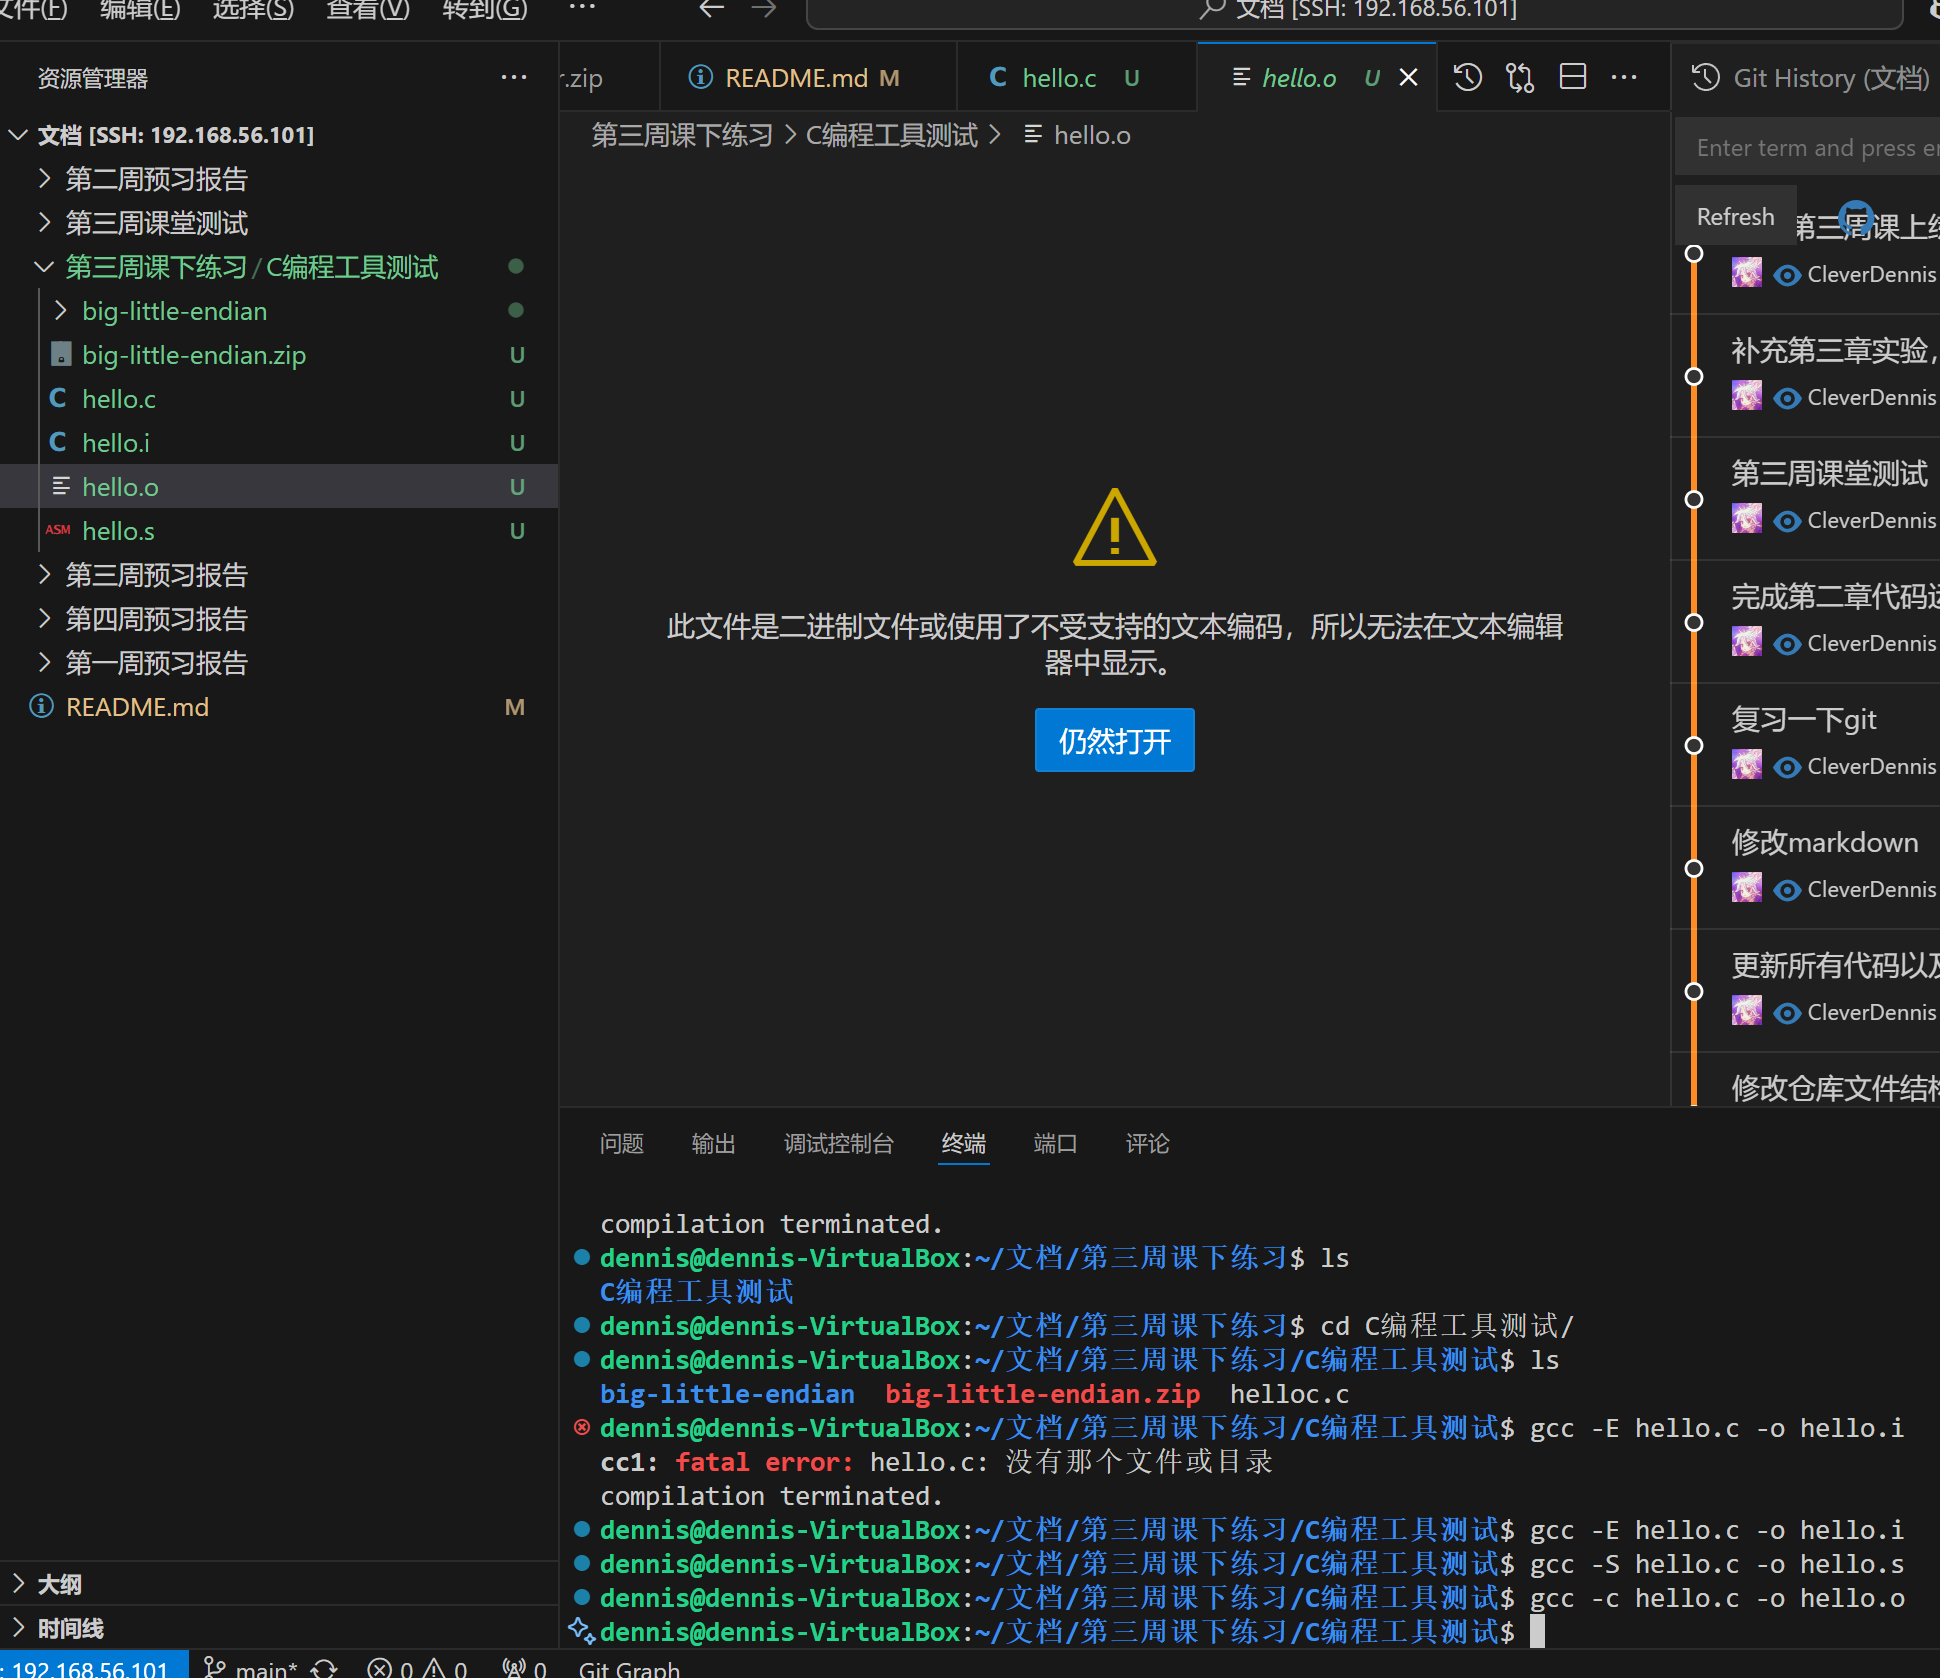 文件(F) 编辑(E) 选择(S) 查看(V) 转到(G) ··· 文档 [SSH: 192.168.56.101]
资源管理器 ···
文档 [SSH: 192.168.56.101]
第二周预习报告
第三周课堂测试
第三周课下练习/C编程工具测试
big-little-endian
big-little-endian.zip U
C hello.c U
C hello.i U
hello.o U
ASM hello.s U
第三周预习报告
第四周预习报告
第一周预习报告
README.md M
大纲
时间线
r.zip README.md M C hello.c U hello.o U
第三周课下练习 > C编程工具测试 > hello.o
此文件是二进制文件或使用了不受支持的文本编码，所以无法在文本编辑
器中显示。
仍然打开
Git History (文档)
Enter term and press
Refresh
第三周课上
CleverDennis
补充第三章实验，
CleverDennis
第三周课堂测试
CleverDennis
完成第二章代码
CleverDennis
复习一下git
CleverDennis
修改markdown
CleverDennis
更新所有代码以及
CleverDennis
修改仓库文件结构
问题 输出 调试控制台 终端 端口 评论
compilation terminated.
dennis@dennis-VirtualBox:~/文档/第三周课下练习$ ls
C编程工具测试
dennis@dennis-VirtualBox:~/文档/第三周课下练习$ cd C编程工具测试/
dennis@dennis-VirtualBox:~/文档/第三周课下练习/C编程工具测试$ ls
big-little-endian big-little-endian.zip helloc.c
dennis@dennis-VirtualBox:~/文档/第三周课下练习/C编程工具测试$ gcc -E hello.c -o hello.i
cc1: fatal error: hello.c: 没有那个文件或目录
compilation terminated.
dennis@dennis-VirtualBox:~/文档/第三周课下练习/C编程工具测试$ gcc -E hello.c -o hello.i
dennis@dennis-VirtualBox:~/文档/第三周课下练习/C编程工具测试$ gcc -S hello.c -o hello.s
dennis@dennis-VirtualBox:~/文档/第三周课下练习/C编程工具测试$ gcc -c hello.c -o hello.o
dennis@dennis-VirtualBox:~/文档/第三周课下练习/C编程工具测试$
: 192.168.56.101 main* 0 0 0 Git Graph